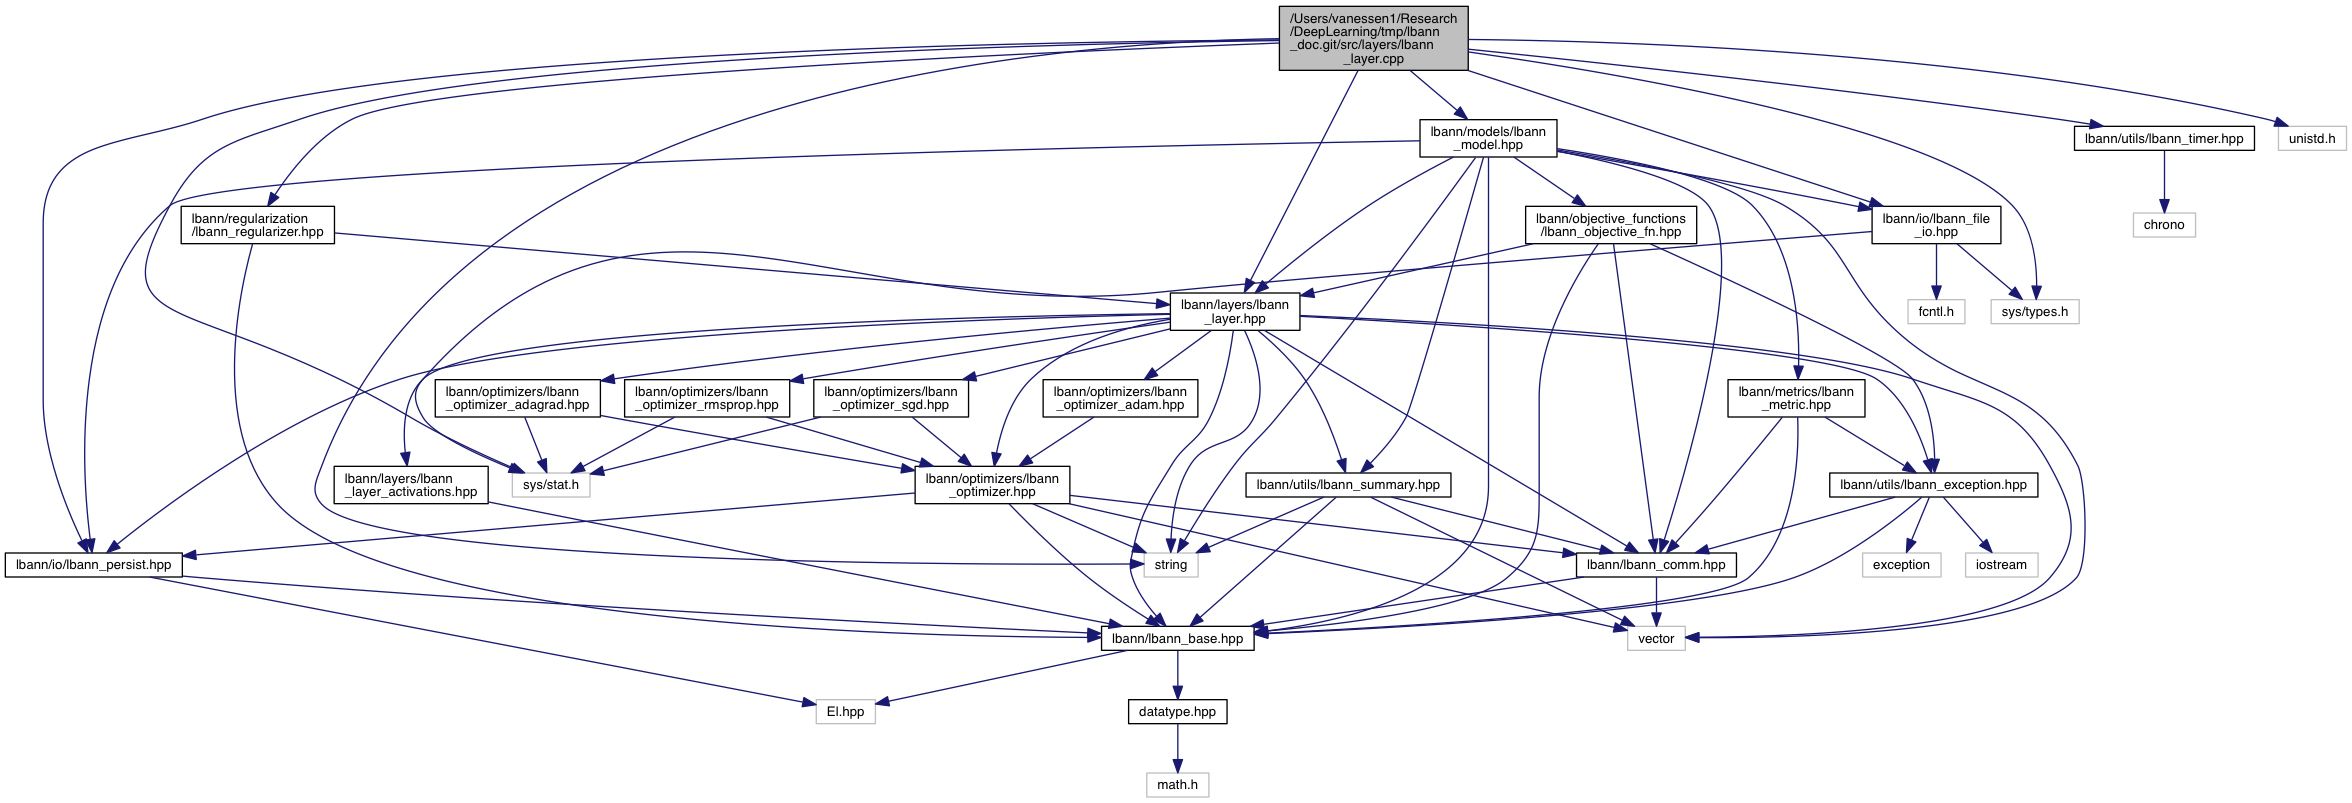 /Users/vanessen1/Research
/DeepLearning/tmp/lbann
_doc.git/src/layers/lbann
_layer.cpp
lbann/models/lbann
_model.hpp
lbann/utils/lbann_timer.hpp
unistd.h
lbann/regularization
/lbann_regularizer.hpp
lbann/objective_functions
/lbann_objective_fn.hpp
lbann/io/lbann_file
_io.hpp
chrono
lbann/layers/lbann
_layer.hpp
fcntl.h
sys/types.h
lbann/optimizers/lbann
_optimizer_adagrad.hpp
lbann/optimizers/lbann
_optimizer_rmsprop.hpp
lbann/optimizers/lbann
_optimizer_sgd.hpp
lbann/optimizers/lbann
_optimizer_adam.hpp
lbann/metrics/lbann
_metric.hpp
lbann/layers/lbann
_layer_activations.hpp
sys/stat.h
lbann/optimizers/lbann
_optimizer.hpp
lbann/utils/lbann_summary.hpp
lbann/utils/lbann_exception.hpp
lbann/io/lbann_persist.hpp
string
lbann/lbann_comm.hpp
exception
iostream
lbann/lbann_base.hpp
vector
El.hpp
datatype.hpp
math.h